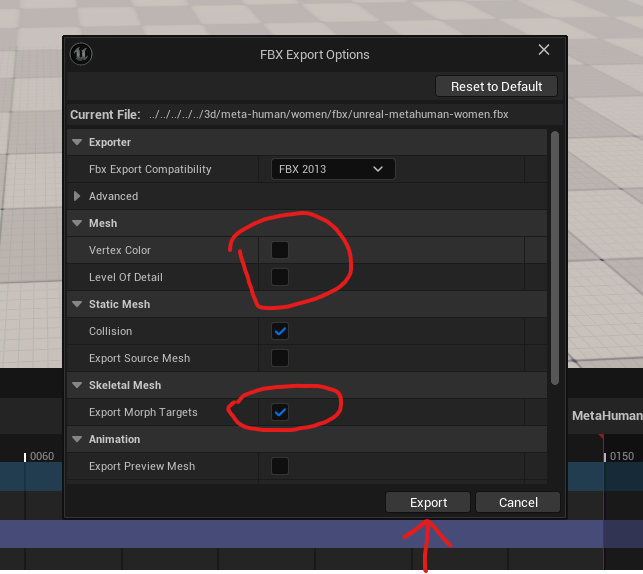 FBX Export Options
Reset to Default
Current File: ../../../../../3d/meta-human/women/fbx/unreal-metahuman-women.fbx
Exporter
Fbx Export Compatibility FBX 2013
Advanced
Mesh
Vertex Color
Level Of Detail
Static Mesh
Collision
Export Source Mesh
Skeletal Mesh
Export Morph Targets
MetaHuman
Animation
0060
0150
Export Preview Mesh
Export Cancel